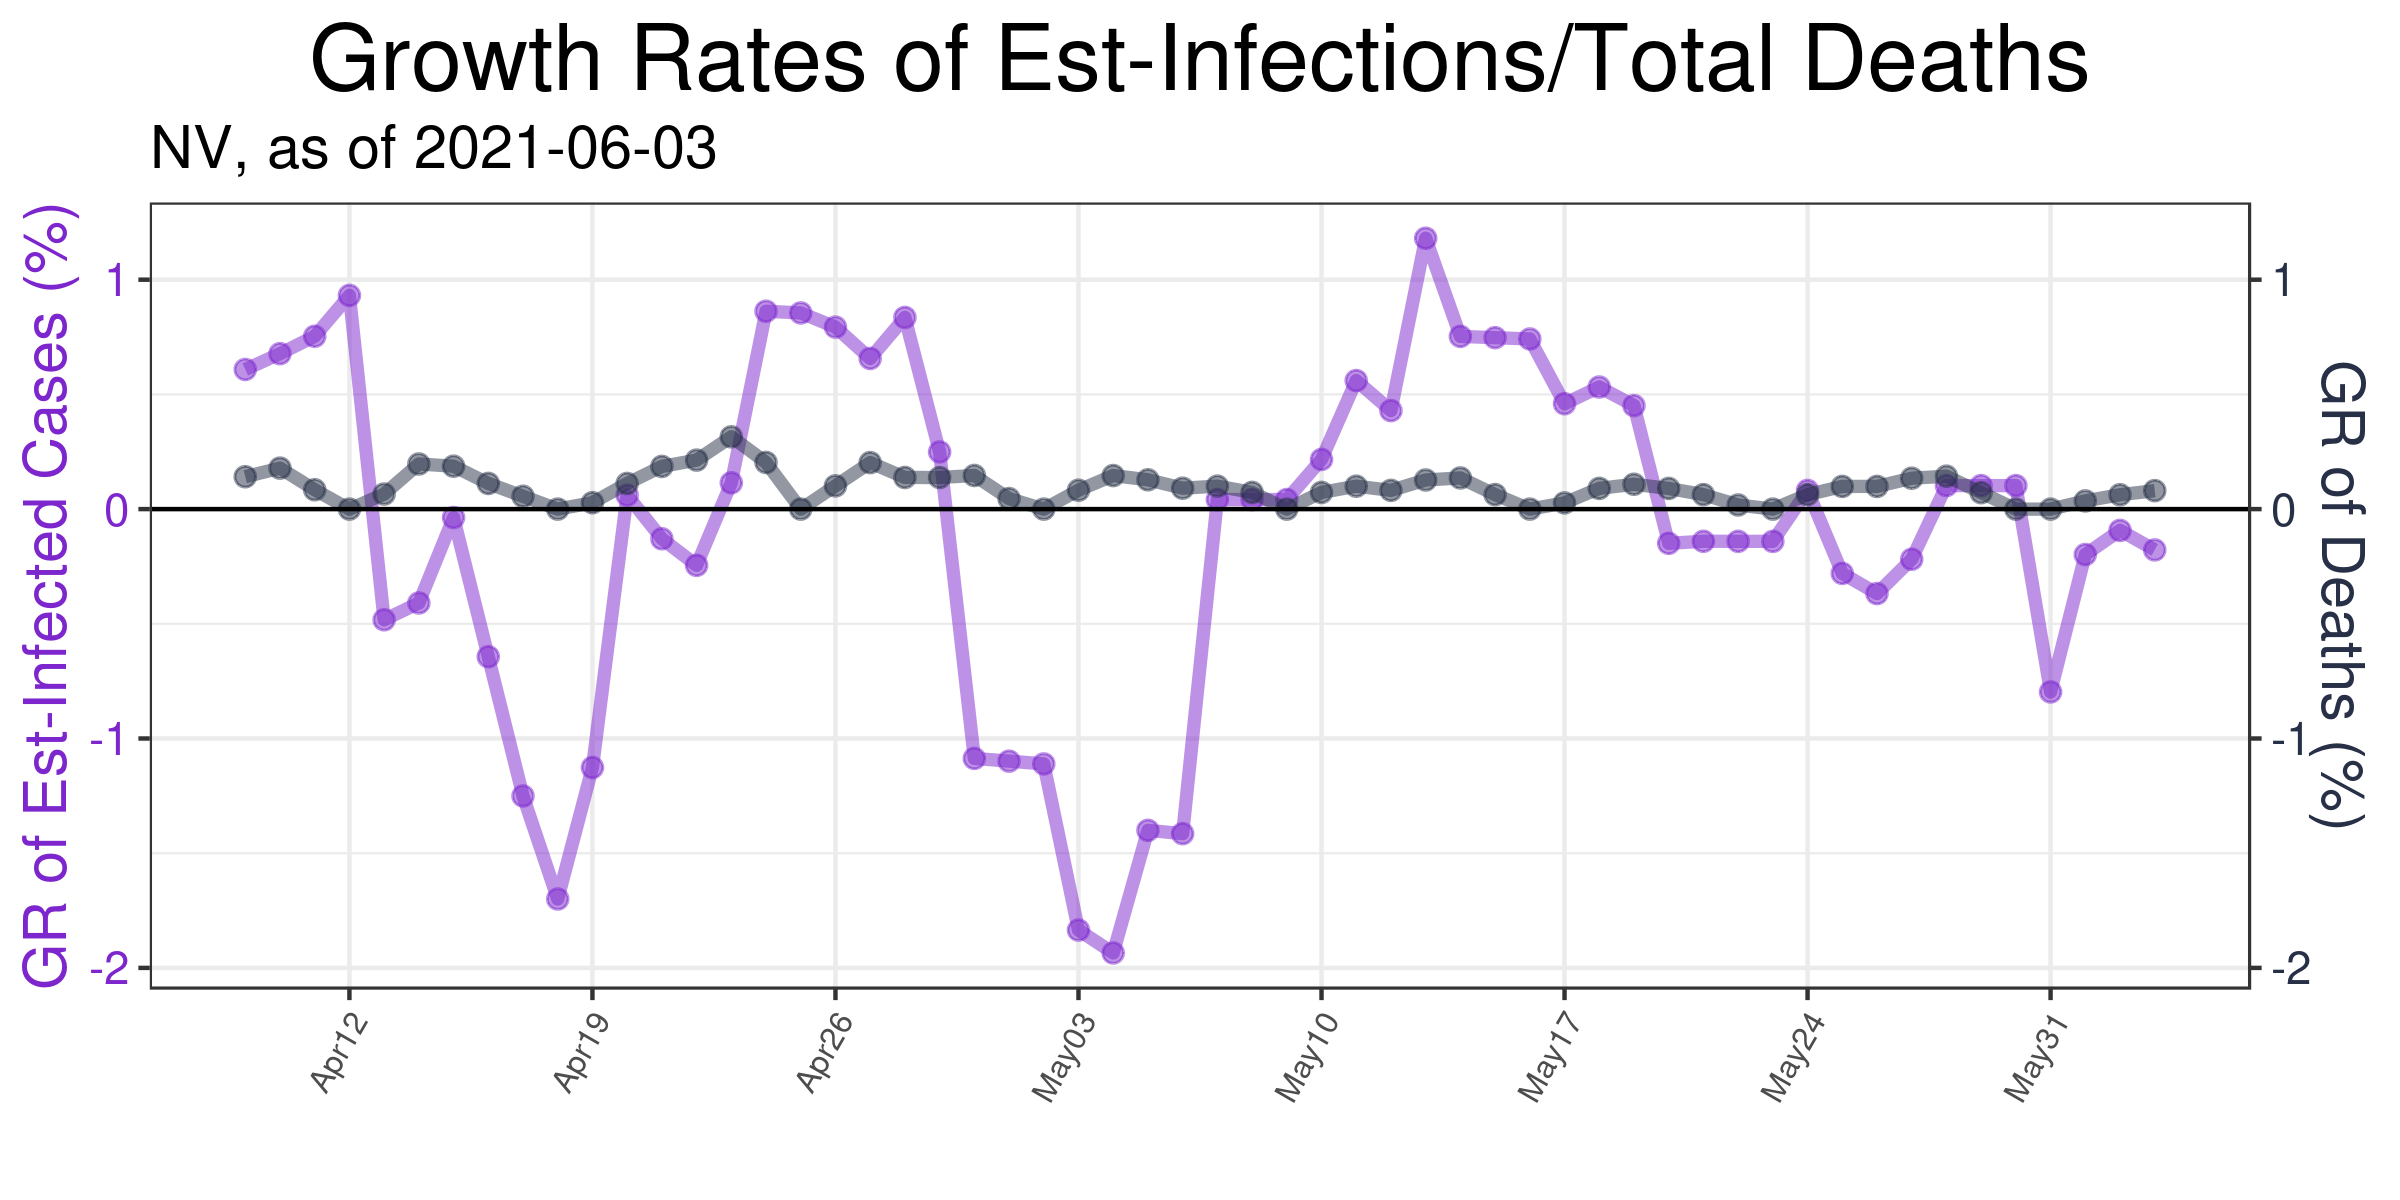 Growth Rates of Est-Infections/Total Deaths
NV, as of 2021-06-03
GR of Est-Infected Cases (%)
1
0
-1
-2
1
0
-1
-2
GR of Deaths (%)
Apr12
Apr19
Apr26
May03
May10
May17
May24
May31